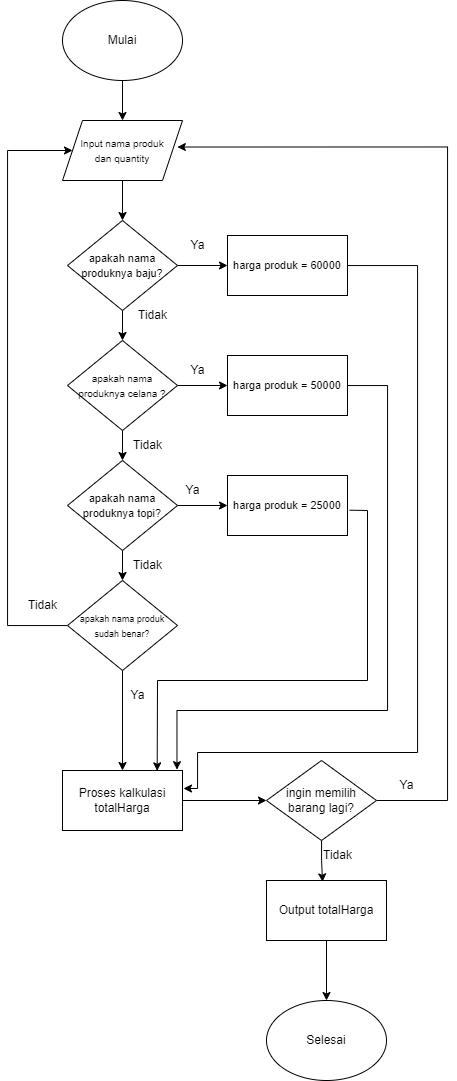 Mulai
Input nama produk
dan quantity
apakah nama
produknya baju?
Ya
harga produk = 60000
Tidak
apakah nama
produknya celana ?
Ya
harga produk = 50000
Tidak
apakah nama
produknya topi?
Ya
harga produk = 25000
Tidak
apakah nama produk
sudah benar?
Tidak
Ya
Proses kalkulasi
totalHarga
ingin memilih
barang lagi?
Ya
Tidak
Output totalHarga
Selesai